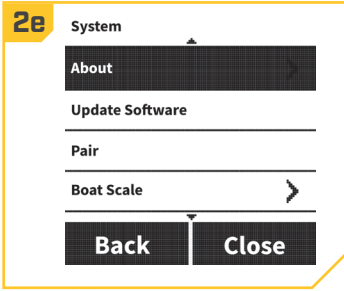 2e
System
About
Update Software
Pair
Boat Scale
Back Close